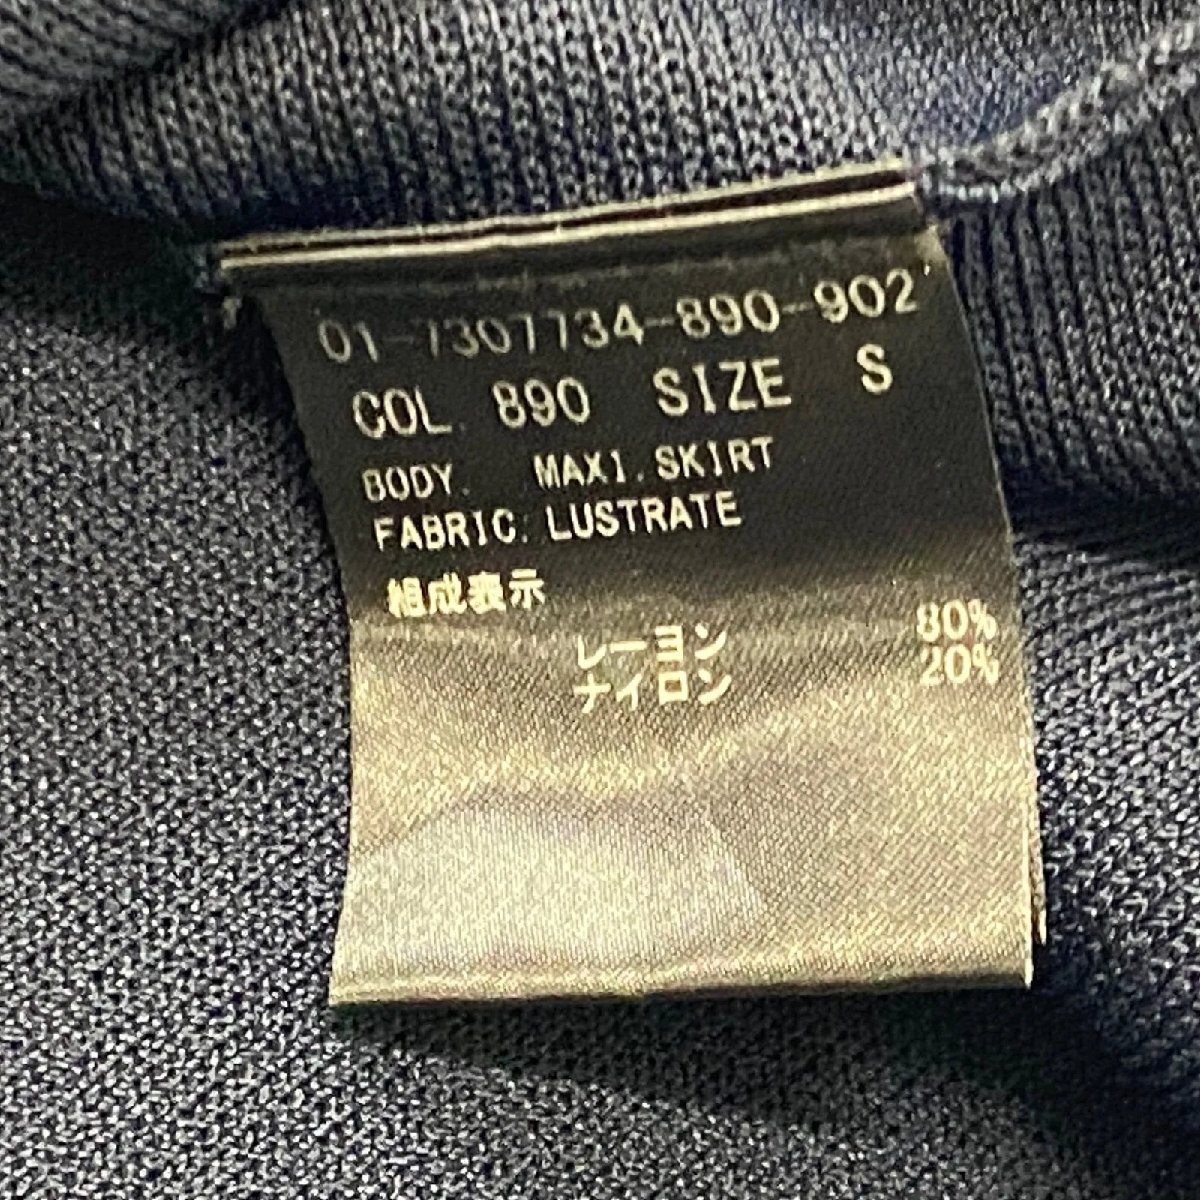 01-7307734-890-902
COL. 890 SIZE S
BODY. MAXI.SKIRT
FABRIC. LUSTRATE
組成表示
レーヨン 80%
ナイロン 20%